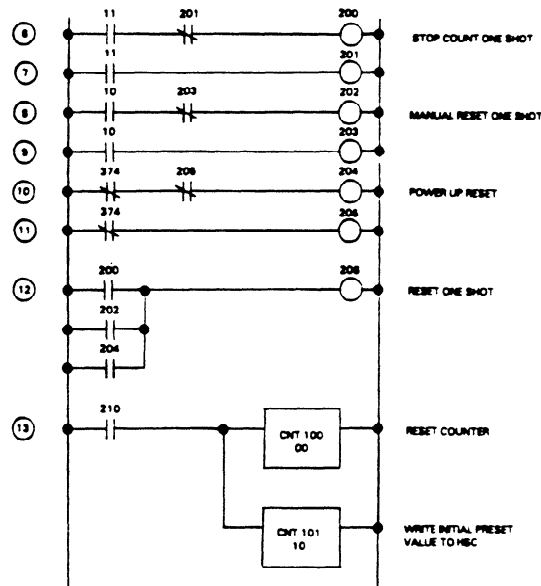 11 201 200
6 STOP COUNT ONE SHOT
11 201
7
10 203 202
8 MANUAL RESET ONE SHOT
10 203
9
374 205 204
10 POWER UP RESET
374
11
200
12 RESET ONE SHOT
202
204
210
13 CNT 100 RESET COUNTER
00
CNT 101 WRITE INITIAL PRESET
10 VALUE TO HSC